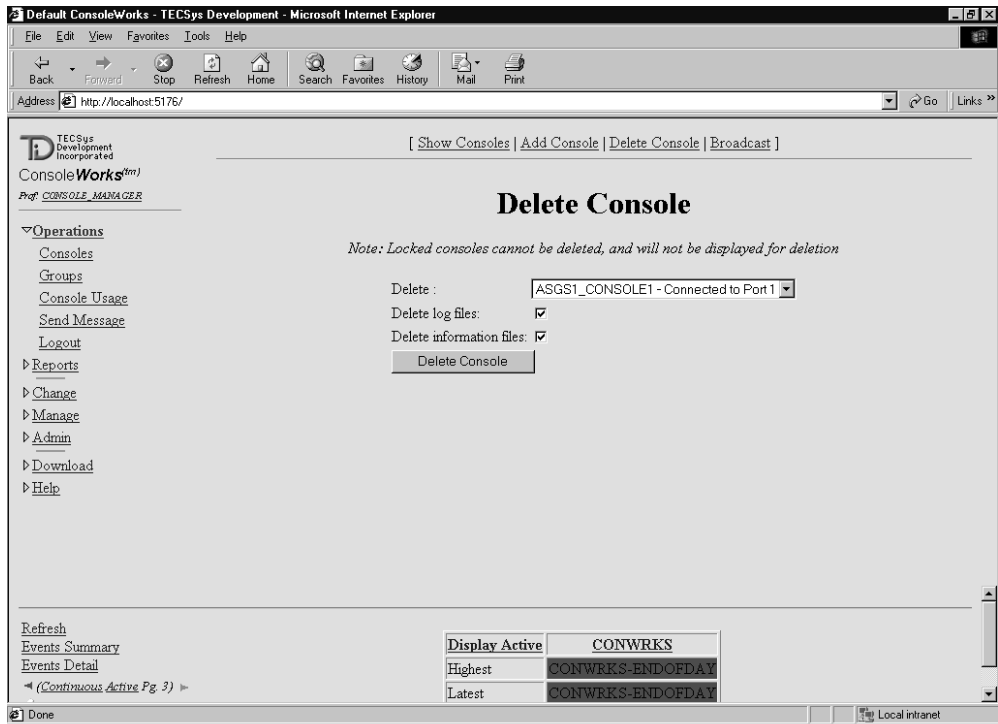 Default ConsoleWorks - TECSys Development - Microsoft Internet Explorer
File Edit View Favorites Tools Help
Back Forward Stop Refresh Home Search Favorites History Mail Print
Address http://localhost:5176/ Go Links »
TECSys
Development
Incorporated
ConsoleWorks(tm)
Prof: CONSOLE_MANAGER
Operations
Consoles
Groups
Console Usage
Send Message
Logout
Reports
Change
Manage
Admin
Download
Help
[ Show Consoles | Add Console | Delete Console | Broadcast ]
Delete Console
Note: Locked consoles cannot be deleted, and will not be displayed for deletion
Delete : ASGS1_CONSOLE1 - Connected to Port 1
Delete log files:
Delete information files:
Delete Console
Refresh
Events Summary
Events Detail
(Continuous Active Pg. 3)
Display Active CONWRKS
Highest CONWRKS-ENDOFDAY
Latest CONWRKS-ENDOFDAY
Done Local intranet